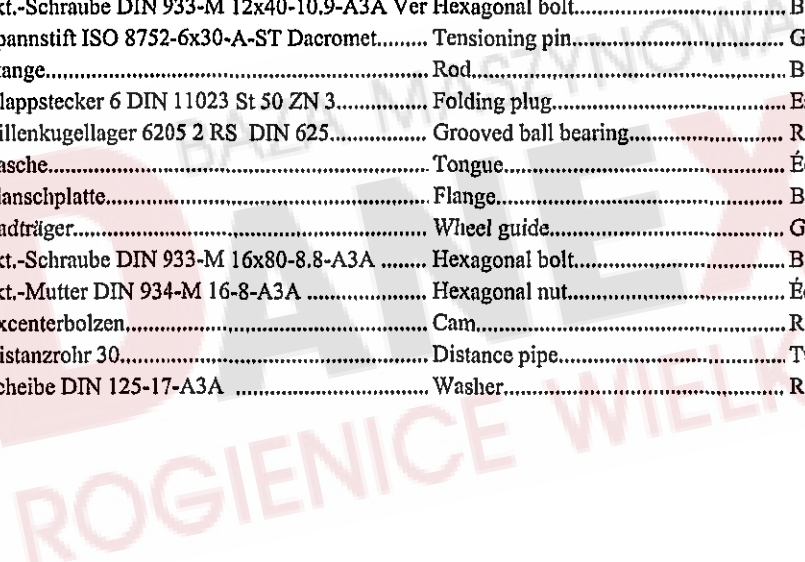 kt.-Schraube DIN 933-M 12x40-10.9-A3A Ver Hexagonal bolt.......................................... B
pannstift ISO 8752-6x30-A-ST Dacromet......... Tensioning pin.......................................... G
ange................................................................ Rod............................................................ B
lappstecker 6 DIN 11023 St 50 ZN 3............... Folding plug.............................................. E
illenkugellager 6205 2 RS DIN 625................ Grooved ball bearing.............................. R
asche................................................................ Tongue...................................................... É
lanschplatte...................................................... Flange....................................................... B
adträger............................................................ Wheel guide............................................. G
kt.-Schraube DIN 933-M 16x80-8.8-A3A ........ Hexagonal bolt.......................................... B
kt.-Mutter DIN 934-M 16-8-A3A .................... Hexagonal nut........................................... É
xcenterbolzen.................................................. Cam.......................................................... R
istanzrohr 30.................................................... Distance pipe............................................ T
cheibe DIN 125-17-A3A ................................ Washer..................................................... R
BAZA MASZYNOWA
DANEX
ROGIENICE WIELK